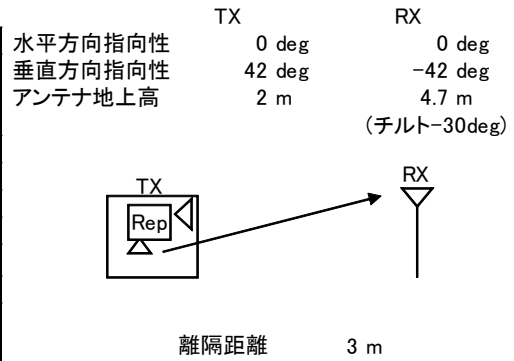 TX RX
水平方向指向性 0 deg 0 deg
垂直方向指向性 42 deg -42 deg
アンテナ地上高 2 m 4.7 m
(チルト-30deg)
TX RX
Rep
離隔距離 3 m